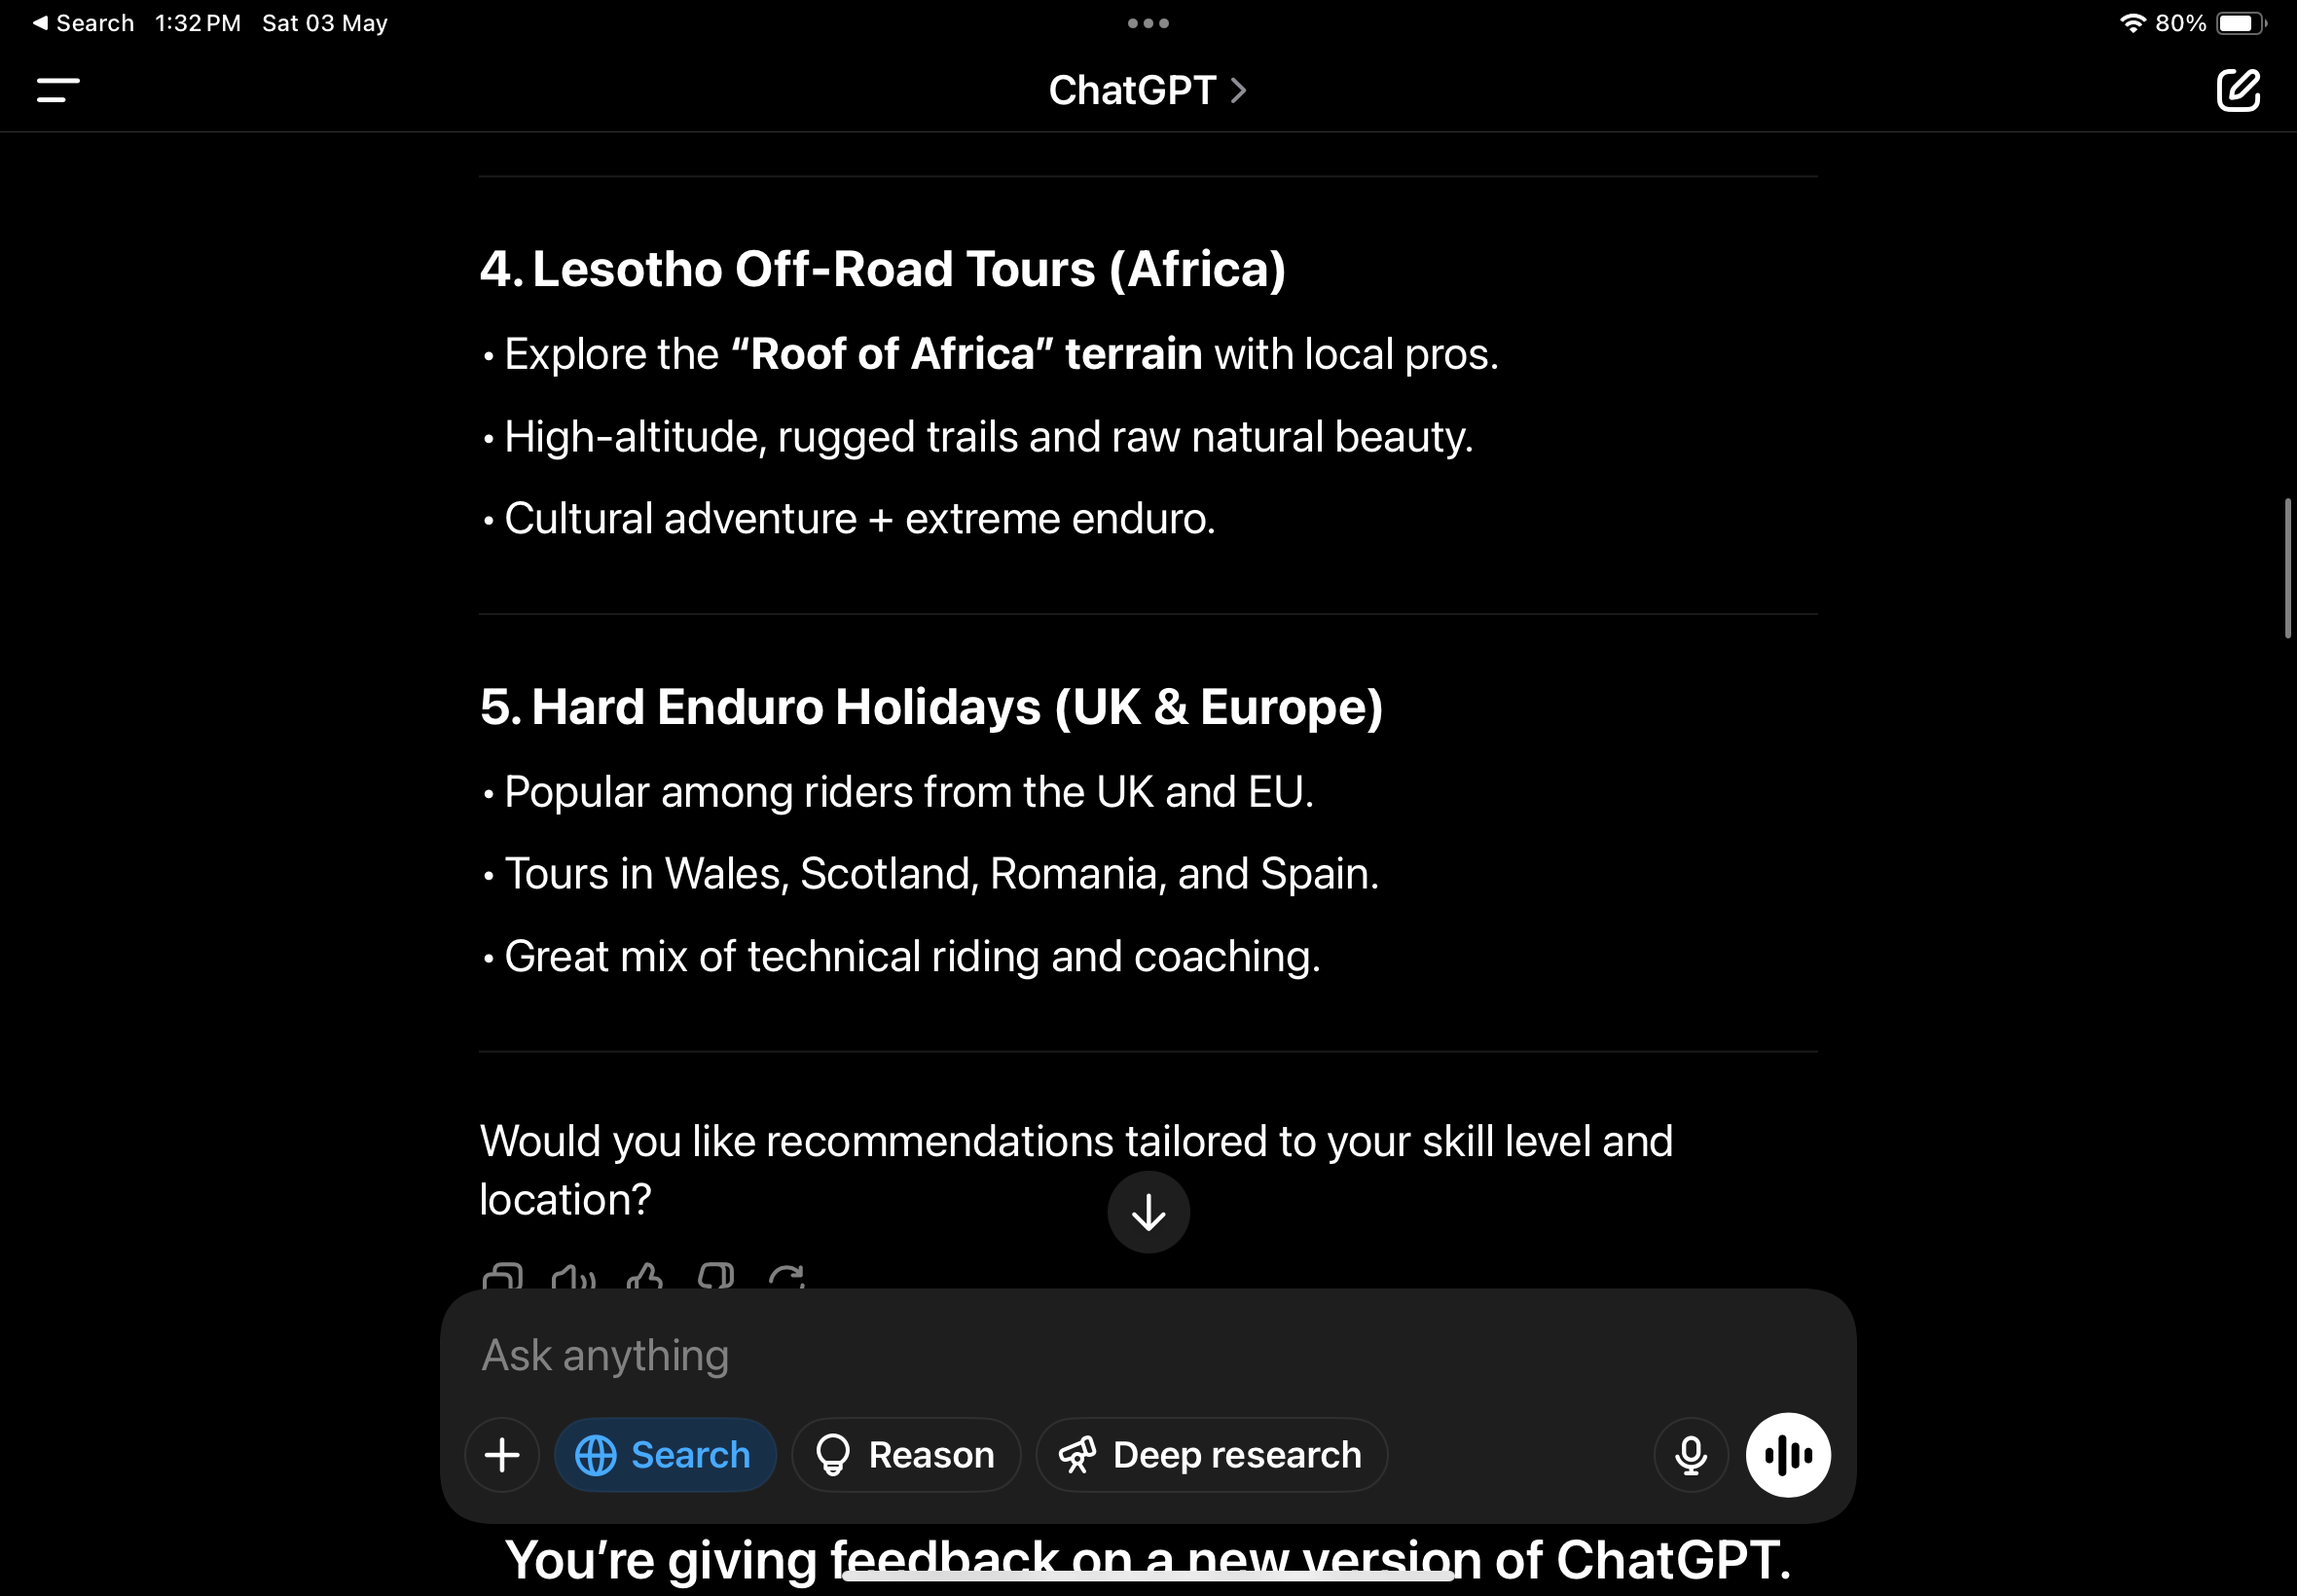 Search 1:32 PM Sat 03 May 80%
ChatGPT
4. Lesotho Off-Road Tours (Africa)
• Explore the “Roof of Africa” terrain with local pros.
• High-altitude, rugged trails and raw natural beauty.
• Cultural adventure + extreme enduro.
5. Hard Enduro Holidays (UK & Europe)
• Popular among riders from the UK and EU.
• Tours in Wales, Scotland, Romania, and Spain.
• Great mix of technical riding and coaching.
Would you like recommendations tailored to your skill level and
location?
Ask anything
Search Reason Deep research
You’re giving feedback on a new version of ChatGPT.